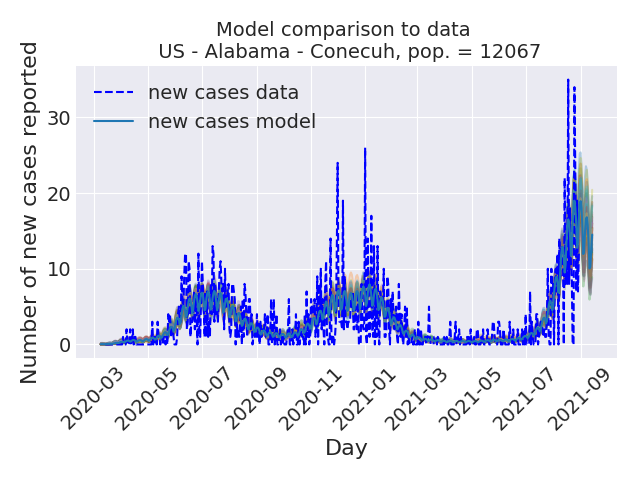 Model comparison to data
US - Alabama - Conecuh, pop. = 12067
new cases data
new cases model
Number of new cases reported
30
20
10
0
2020-03
2020-05
2020-07
2020-09
2020-11
2021-01
2021-03
2021-05
2021-07
2021-09
Day